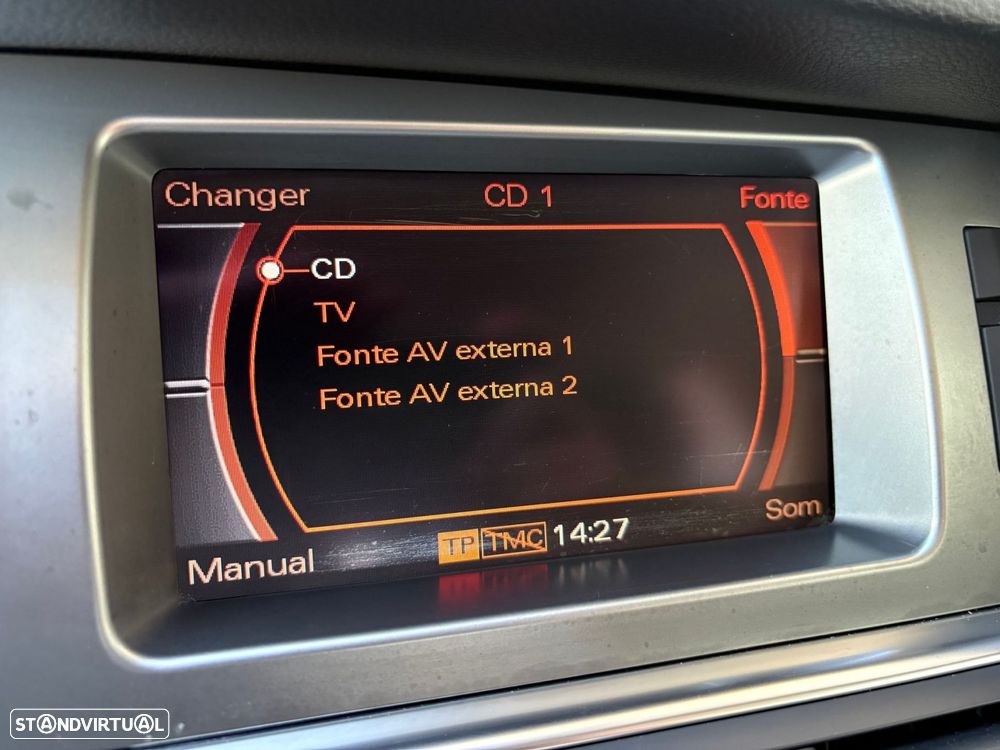 Changer CD 1 Fonte
CD
TV
Fonte AV externa 1
Fonte AV externa 2
Som
Manual TP TMC 14:27
STANDVIRTUAL